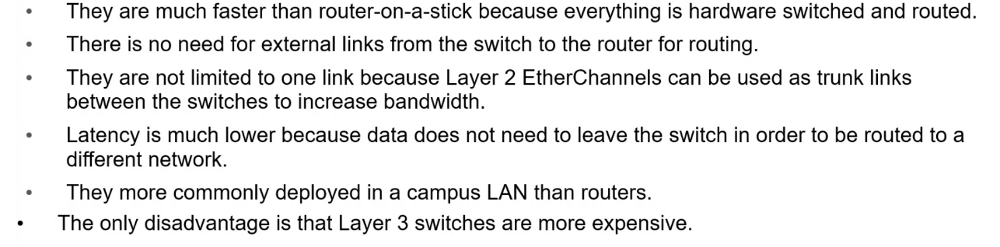 • They are much faster than router-on-a-stick because everything is hardware switched and routed.
• There is no need for external links from the switch to the router for routing.
• They are not limited to one link because Layer 2 EtherChannels can be used as trunk links
between the switches to increase bandwidth.
• Latency is much lower because data does not need to leave the switch in order to be routed to a
different network.
• They more commonly deployed in a campus LAN than routers.
• The only disadvantage is that Layer 3 switches are more expensive.